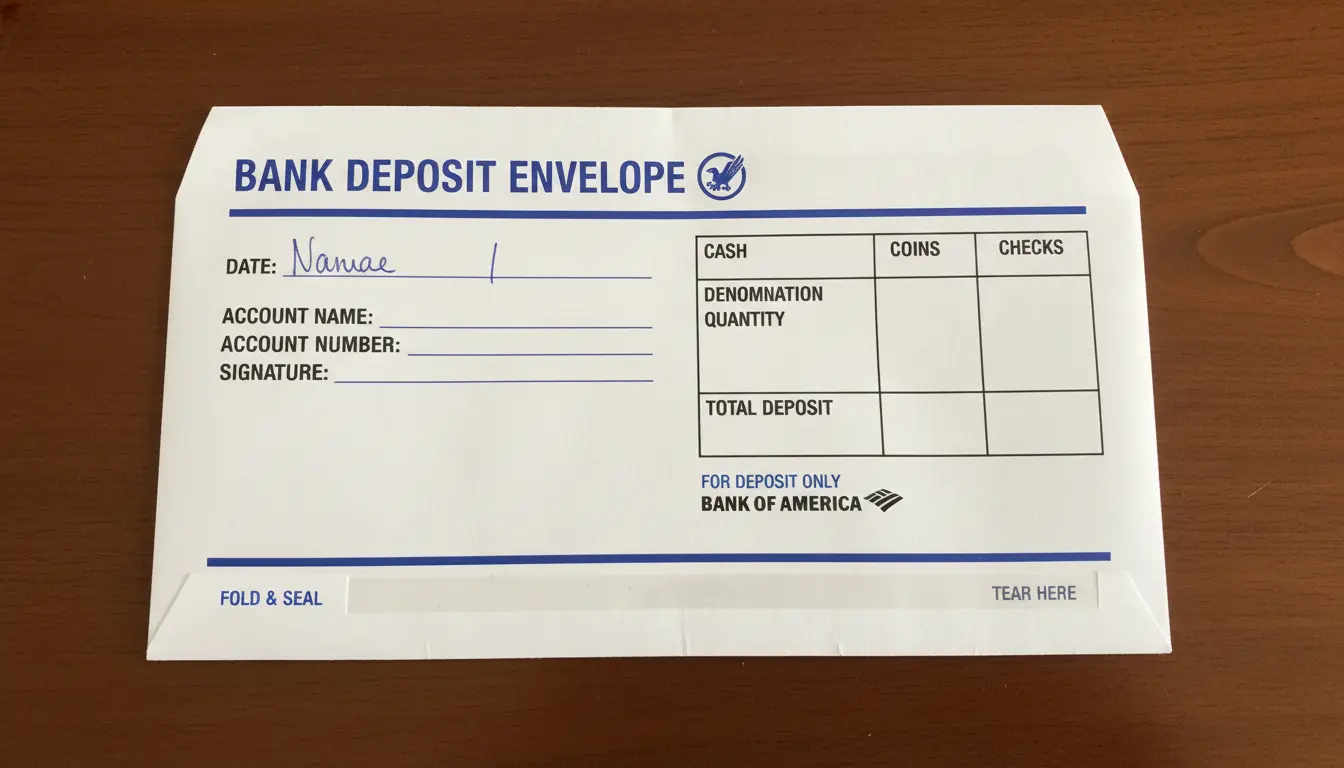 BANK DEPOSIT ENVELOPE
DATE: Namae /
ACCOUNT NAME:
ACCOUNT NUMBER:
SIGNATURE:
CASH COINS CHECKS
DENOMNATION
QUANTITY
TOTAL DEPOSIT
FOR DEPOSIT ONLY
BANK OF AMERICA
FOLD & SEAL TEAR HERE